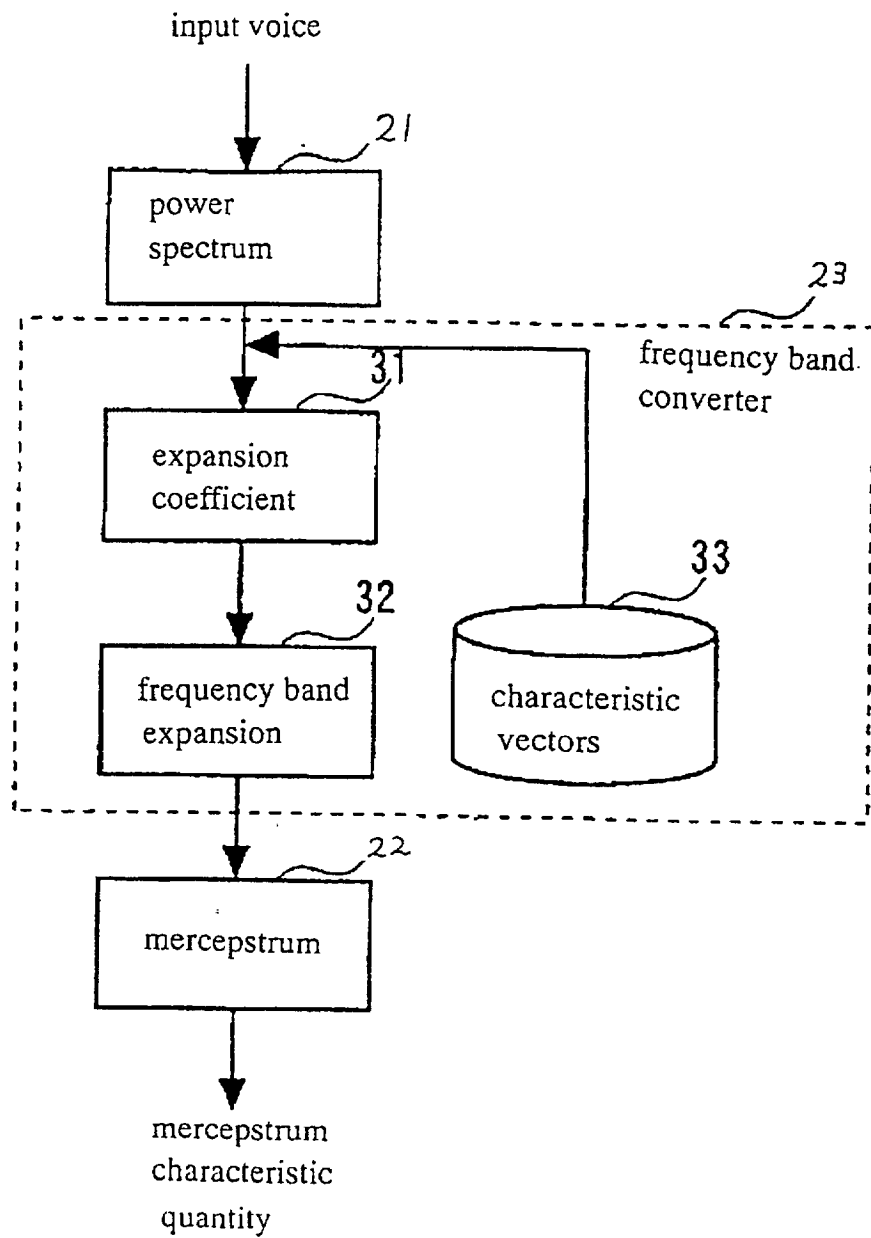 input voice
21
power
spectrum
23
frequency band
converter
31
expansion
coefficient
32
frequency band
expansion
33
characteristic
vectors
22
mercepstrum
mercepstrum
characteristic
quantity